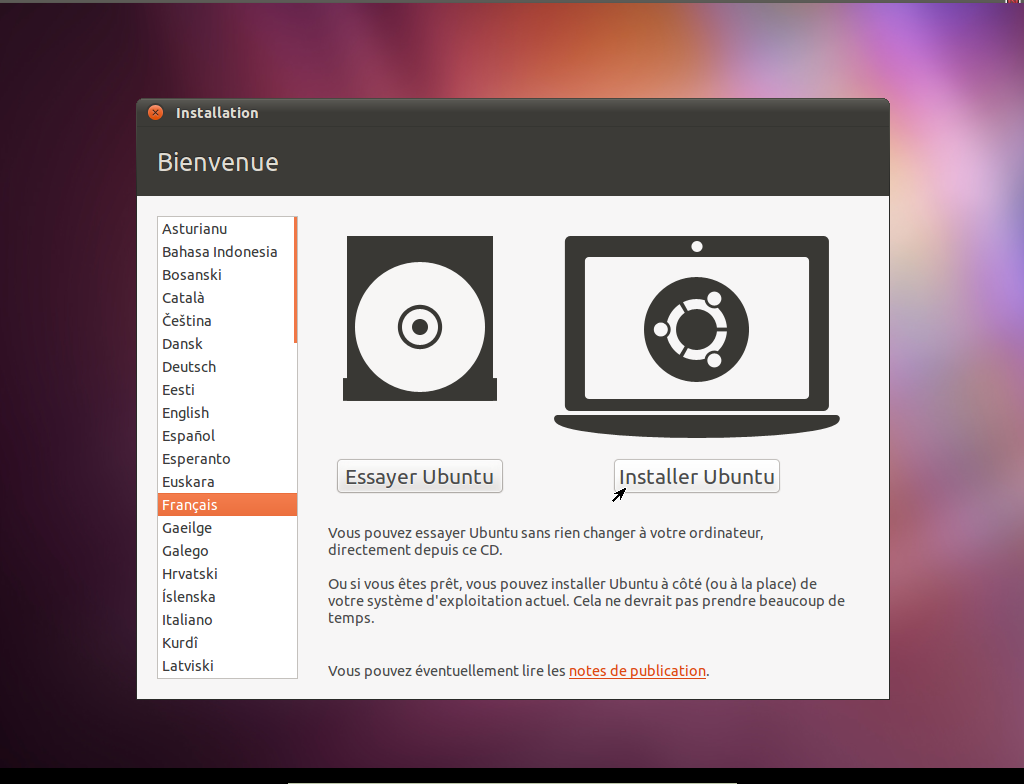 Installation
Bienvenue
Asturianu
Bahasa Indonesia
Bosanski
Català
Čeština
Dansk
Deutsch
Eesti
English
Español
Esperanto
Euskara
Français
Gaeilge
Galego
Hrvatski
Íslenska
Italiano
Kurdî
Latviski
Essayer Ubuntu
Installer Ubuntu
Vous pouvez essayer Ubuntu sans rien changer à votre ordinateur,
directement depuis ce CD.
Ou si vous êtes prêt, vous pouvez installer Ubuntu à côté (ou à la place) de
votre système d'exploitation actuel. Cela ne devrait pas prendre beaucoup de
temps.
Vous pouvez éventuellement lire les notes de publication.